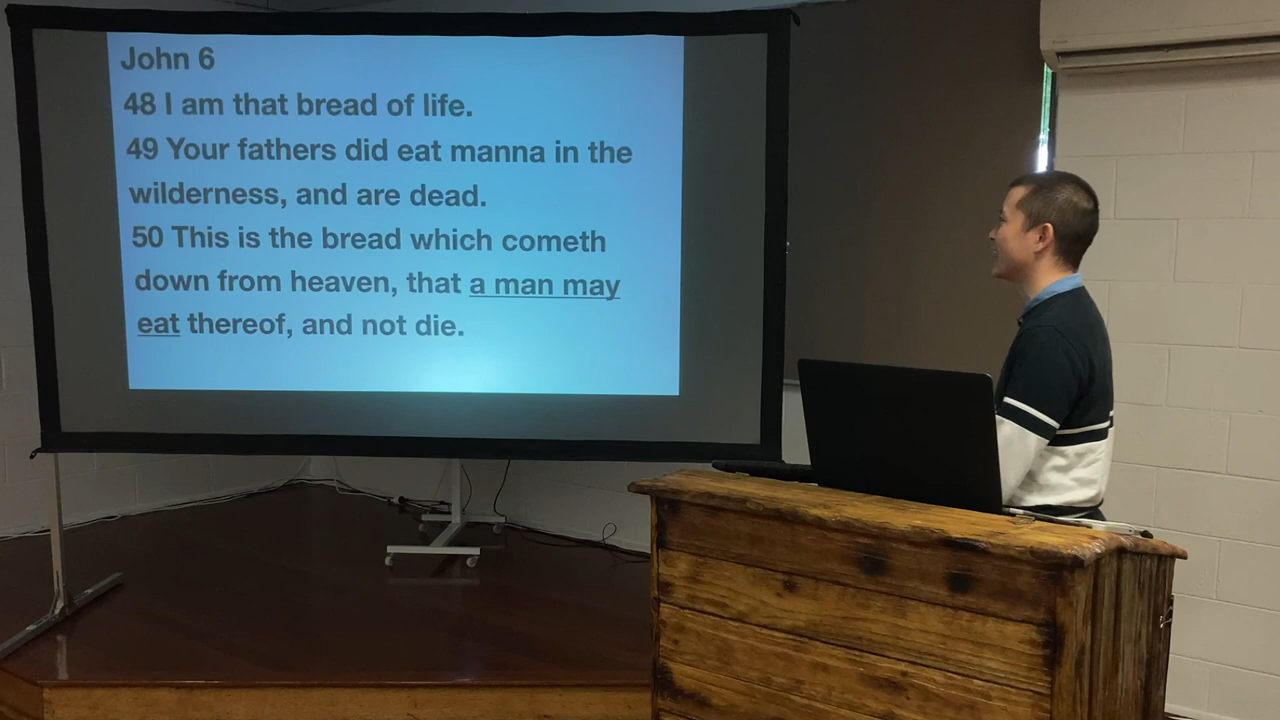 John 6
48 I am that bread of life.
49 Your fathers did eat manna in the
wilderness, and are dead.
50 This is the bread which cometh
down from heaven, that a man may
eat thereof, and not die.